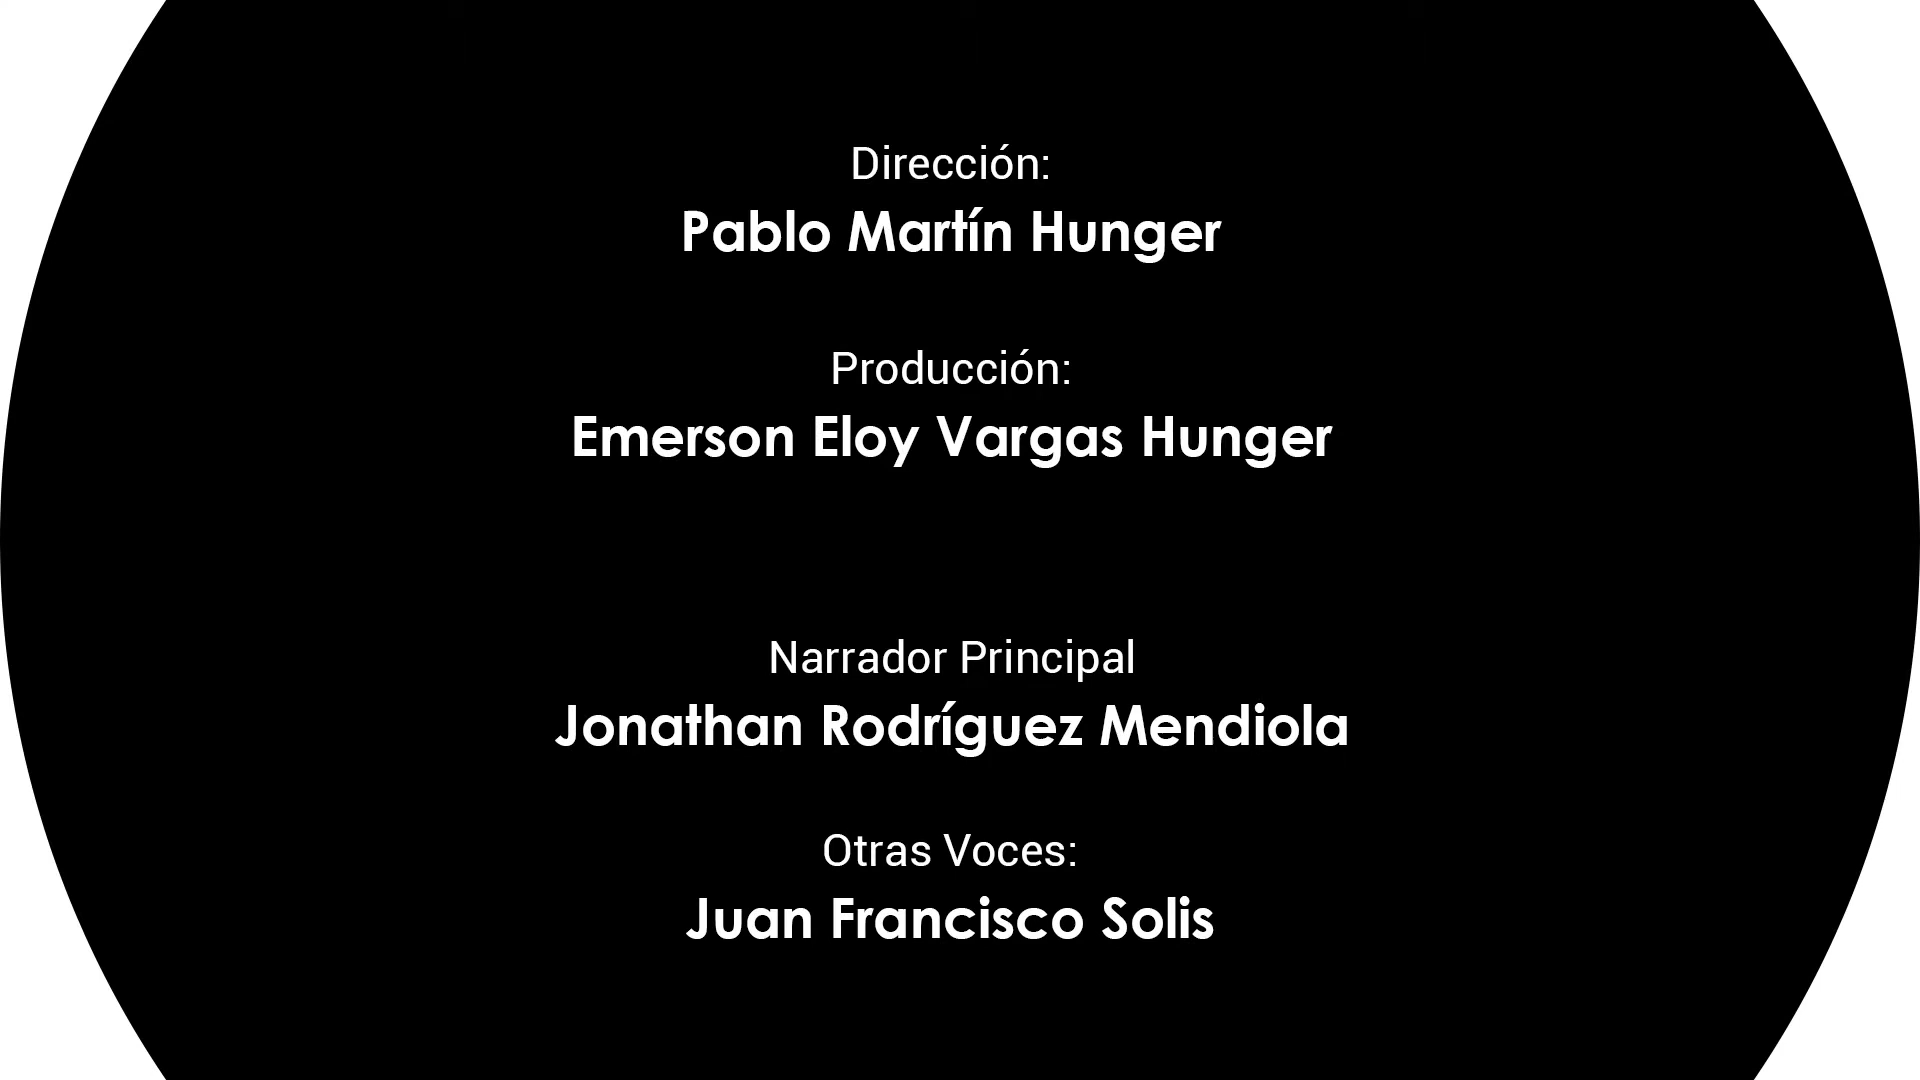 Dirección:
Pablo Martín Hunger
Producción:
Emerson Eloy Vargas Hunger
Narrador Principal
Jonathan Rodríguez Mendiola
Otras Voces:
Juan Francisco Solis